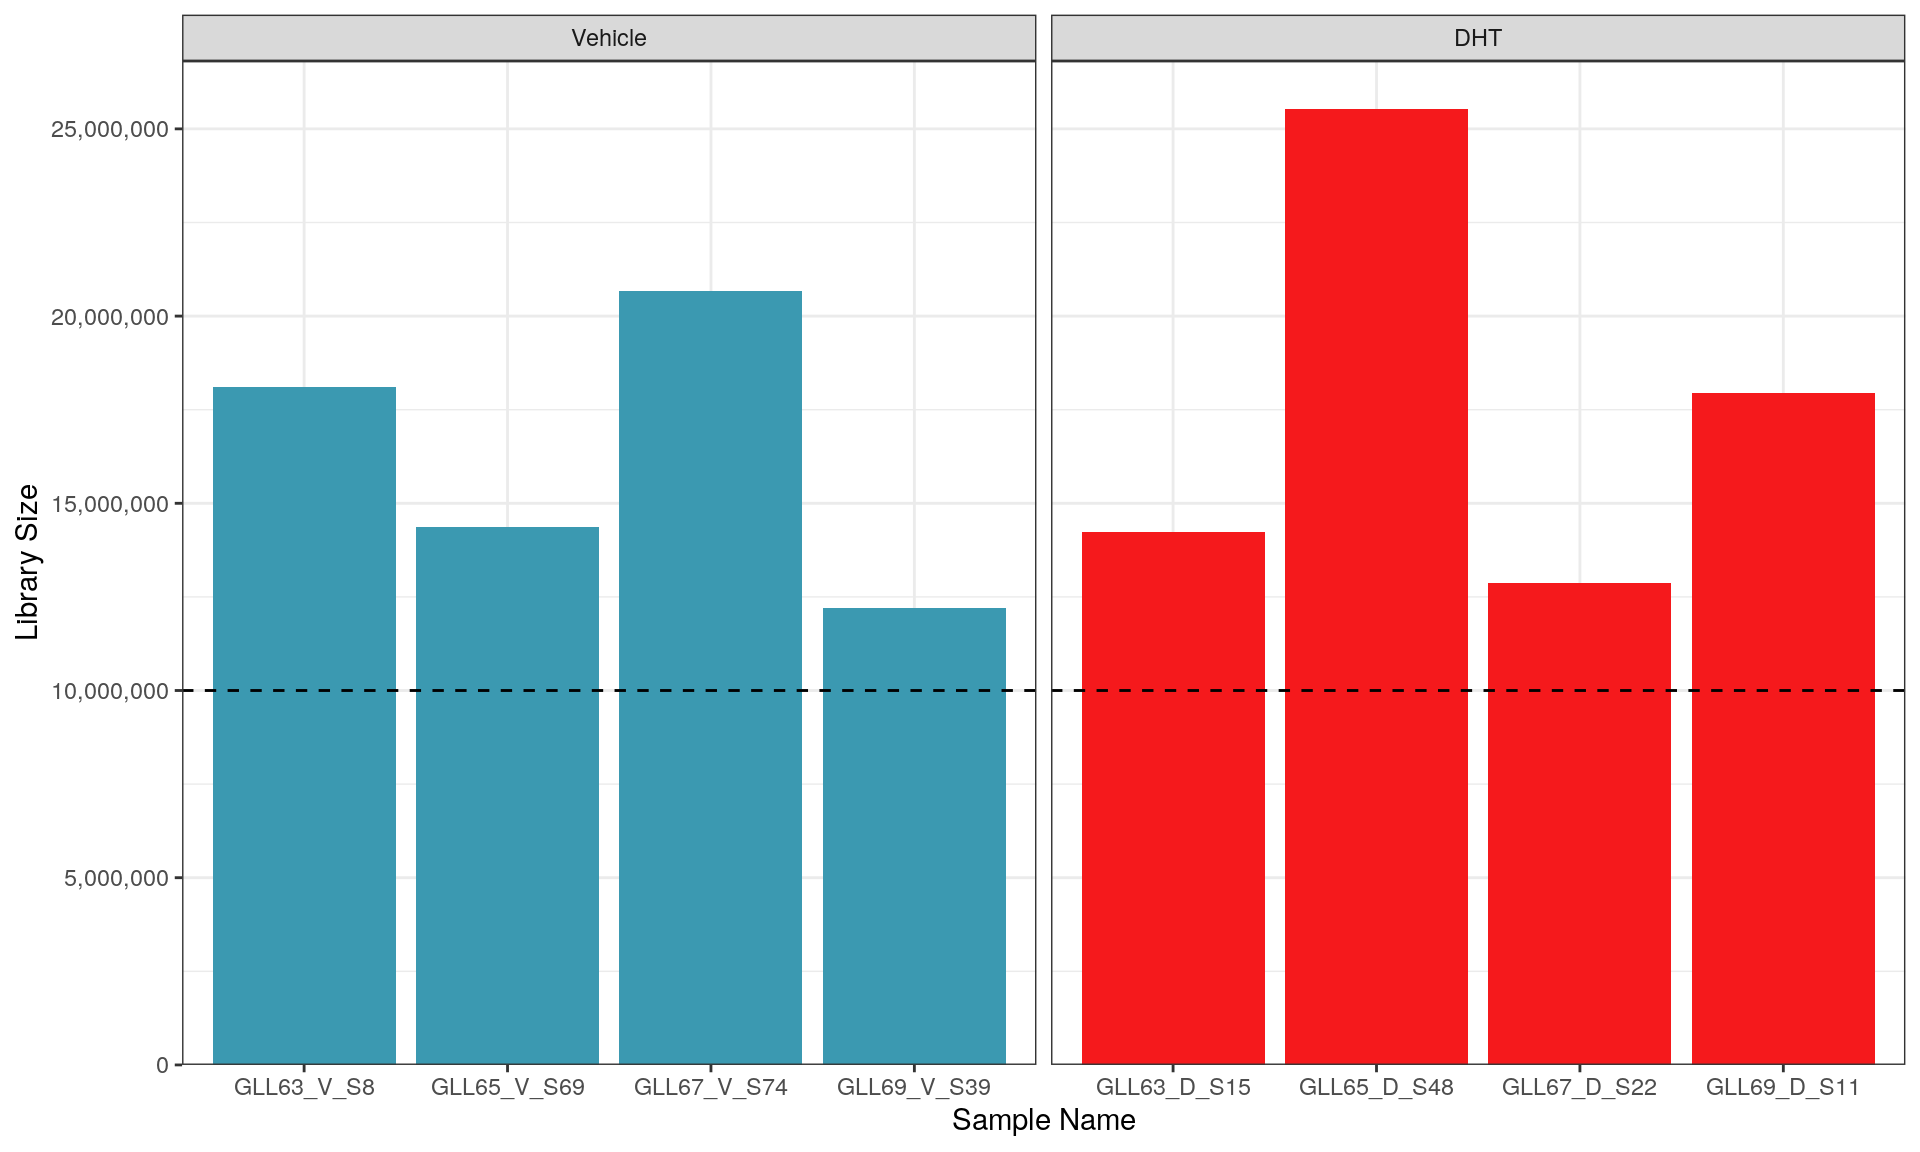 Vehicle
DHT
25,000,000
20,000,000
15,000,000
10,000,000
5,000,000
0
Library Size
GLL63_V_S8 GLL65_V_S69 GLL67_V_S74 GLL69_V_S39 GLL63_D_S15 GLL65_D_S48 GLL67_D_S22 GLL69_D_S11
Sample Name